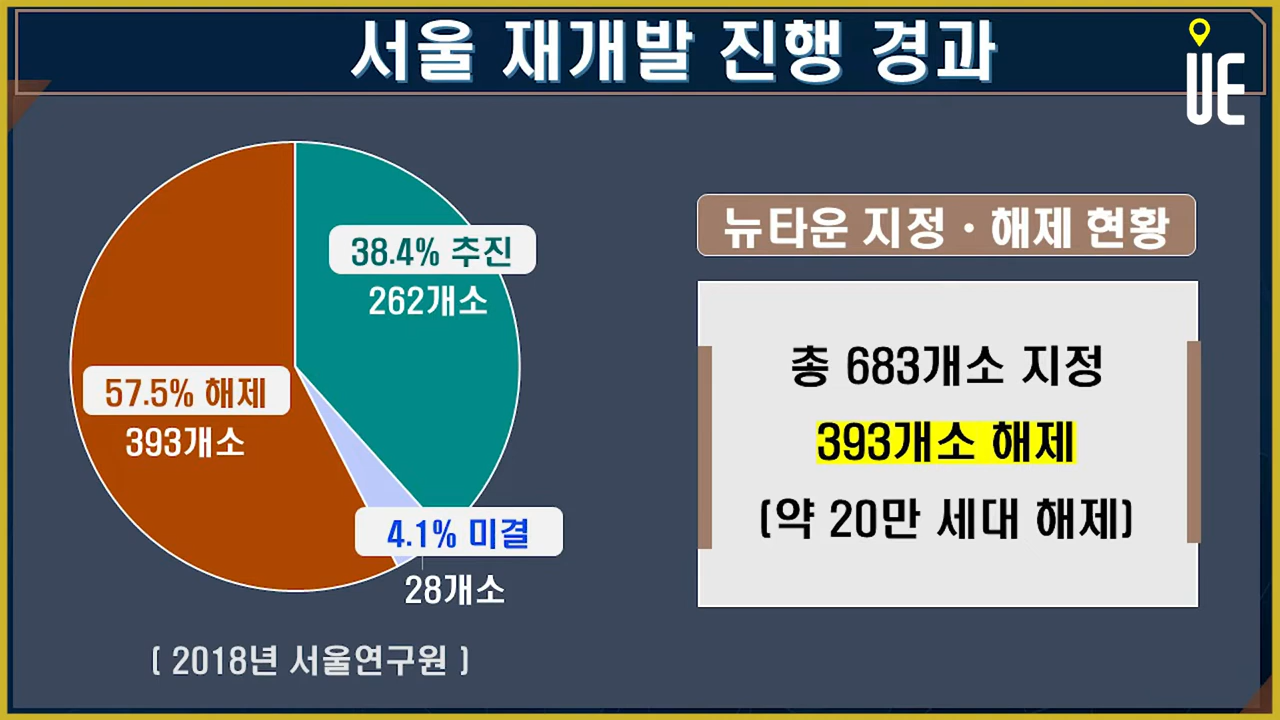 서울 재개발 진행 경과
UE
38.4% 추진
262개소
57.5% 해제
393개소
4.1% 미결
28개소
( 2018년 서울연구원 )
뉴타운 지정 · 해제 현황
총 683개소 지정
393개소 해제
(약 20만 세대 해제)